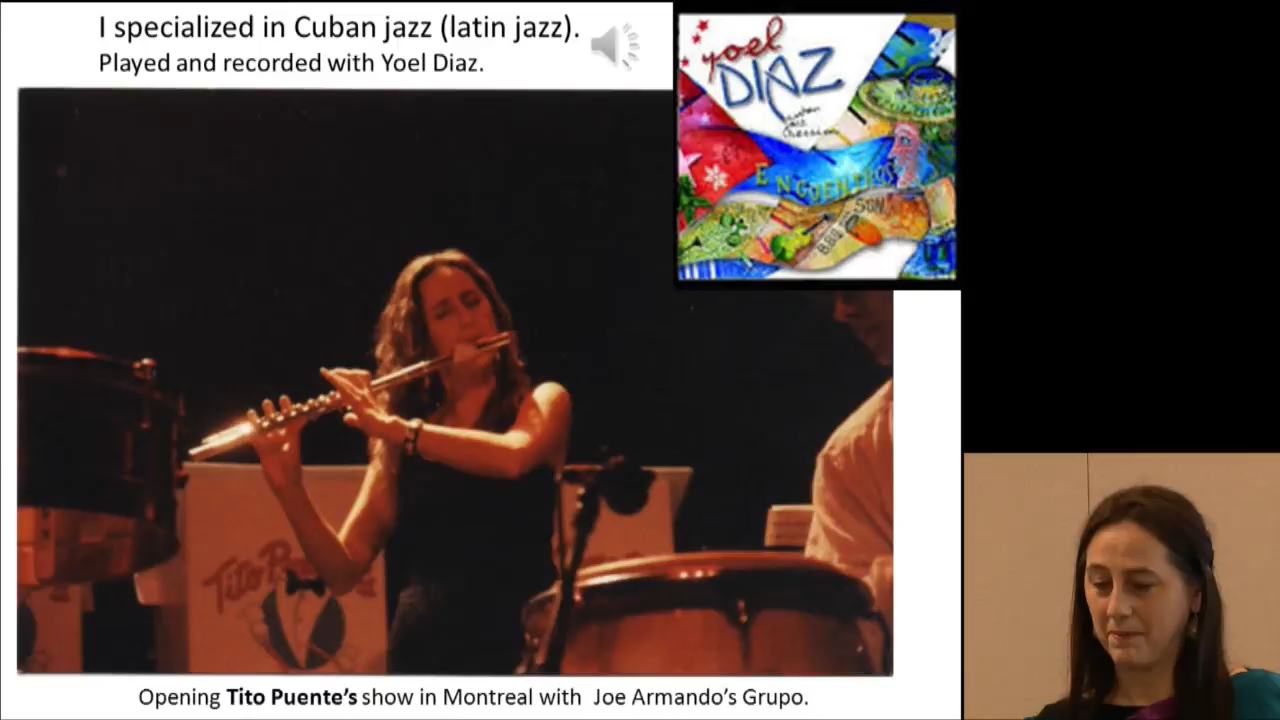 I specialized in Cuban jazz (latin jazz).
Played and recorded with Yoel Diaz.
yoel
DIAZ
ENCUENTROS
SON
BBQ
Tito
Opening Tito Puente's show in Montreal with Joe Armando's Grupo.